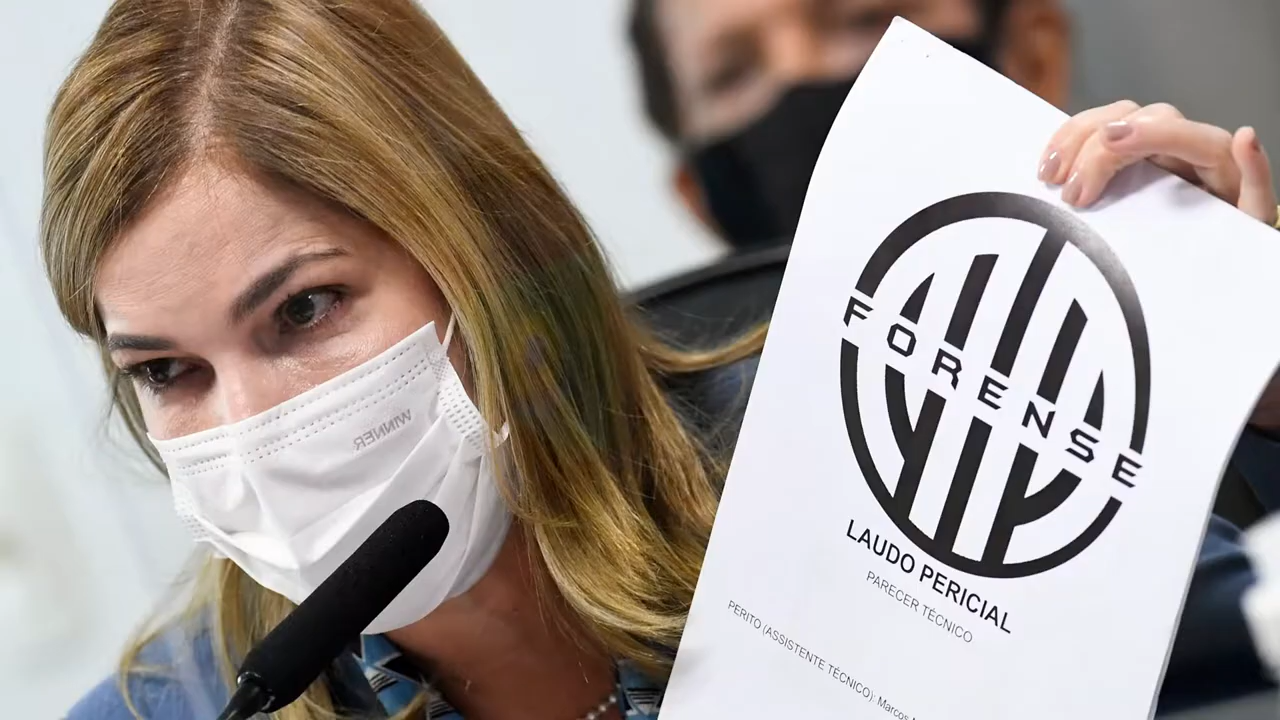 WINNER
FORENSE
LAUDO PERICIAL
PARECER TÉCNICO
PERITO (ASSISTENTE TÉCNICO): Marcos